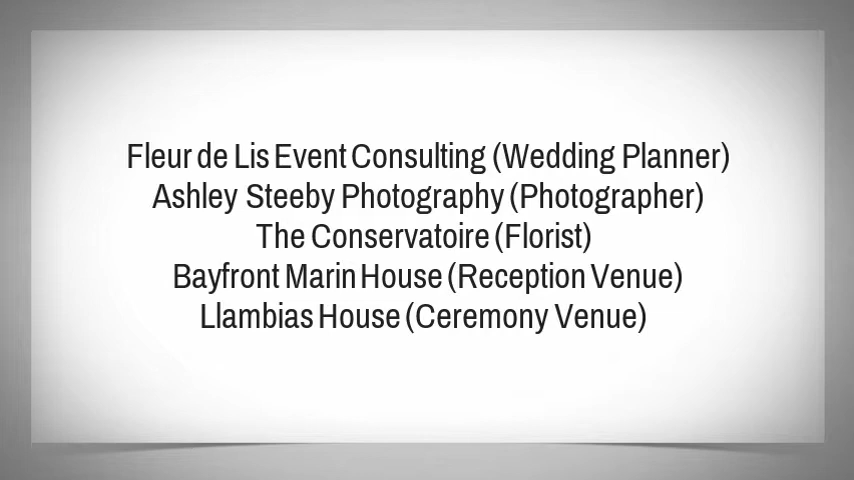 Fleur de Lis Event Consulting (Wedding Planner)
Ashley Steeby Photography (Photographer)
The Conservatoire (Florist)
Bayfront Marin House (Reception Venue)
Llambias House (Ceremony Venue)